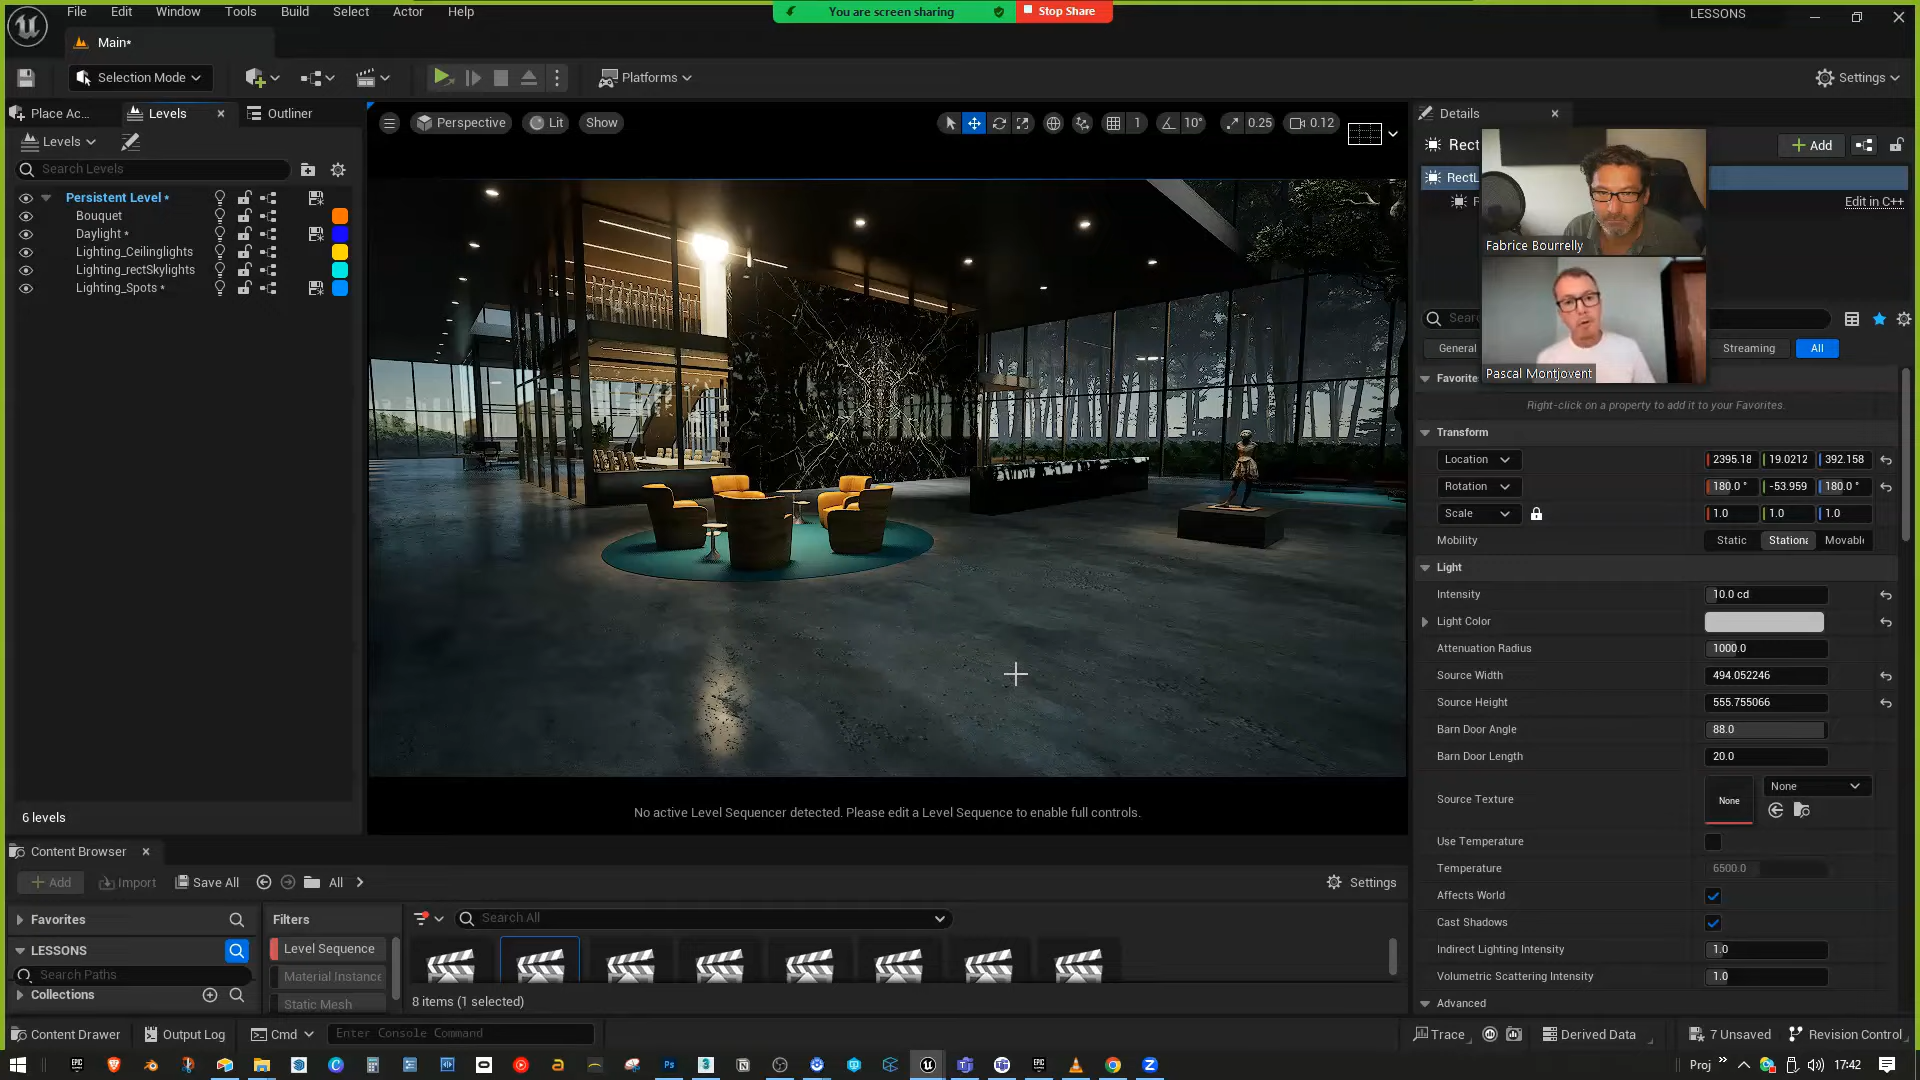 File Edit Window Tools Build Select Actor Help
You are screen sharing
Stop Share
LESSONS
Main*
Selection Mode
Platforms
Settings
Place Ac...
Levels
Outliner
Levels
Search Levels
Persistent Level *
Bouquet
Daylight *
Lighting_Ceilinglights
Lighting_rectSkylights
Lighting_Spots *
6 levels
Perspective Lit Show
1 10° 0.25 0.12
No active Level Sequencer detected. Please edit a Level Sequence to enable full controls.
Details
Rect
Add
RectL
Edit in C++
Fabrice Bourrelly
Pascal Montjovent
Sear
General
Streaming
All
Favorite
Right-click on a property to add it to your Favorites.
Transform
Location 2395.18 19.0212 392.158
Rotation 180.0 ° -53.959 180.0 °
Scale 1.0 1.0 1.0
Mobility Static Stationa Movabl
Light
Intensity 10.0 cd
Light Color
Attenuation Radius 1000.0
Source Width 494.052246
Source Height 555.755066
Barn Door Angle 88.0
Barn Door Length 20.0
Source Texture None None
Use Temperature
Temperature 6500.0
Affects World
Cast Shadows
Indirect Lighting Intensity 1.0
Volumetric Scattering Intensity 1.0
Advanced
Content Browser
Add Import Save All All
Settings
Favorites
LESSONS
Search Paths
Collections
Filters
Level Sequence
Material Instance
Static Mesh
Search All
8 items (1 selected)
Content Drawer Output Log Cmd Enter Console Command
Trace Derived Data 7 Unsaved Revision Control
Proj 17:42